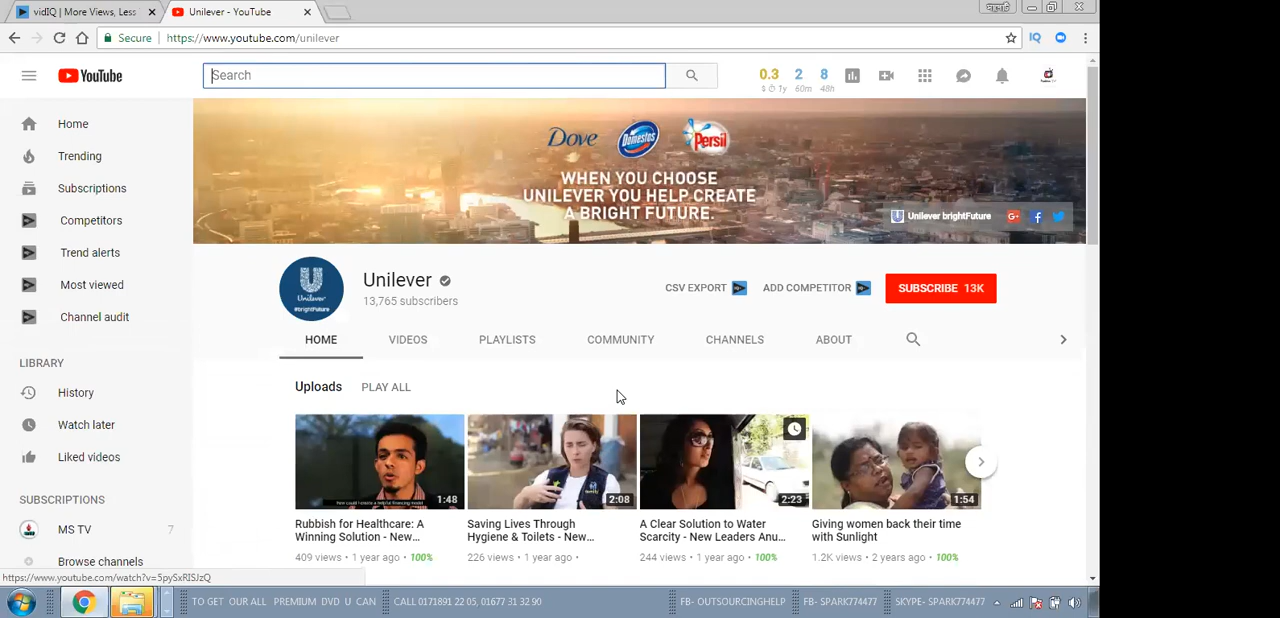 vidIQ | More Views, Less
Unilever - YouTube
Secure
https://www.youtube.com/unilever
IQ
YouTube
Search
0.3 2 8
1y 60m 48h
Home
Trending
Subscriptions
Competitors
Trend alerts
Most viewed
Channel audit
LIBRARY
History
Watch later
Liked videos
SUBSCRIPTIONS
MS TV 7
Browse channels
Dove
Domestos
Persil
WHEN YOU CHOOSE
UNILEVER YOU HELP CREATE
A BRIGHT FUTURE.
Unilever brightFuture
Unilever
#brightFuture
Unilever
13,765 subscribers
CSV EXPORT
ADD COMPETITOR
SUBSCRIBE 13K
HOME VIDEOS PLAYLISTS COMMUNITY CHANNELS ABOUT
Uploads PLAY ALL
1:48
Rubbish for Healthcare: A
Winning Solution - New...
409 views • 1 year ago • 100%
2:08
Saving Lives Through
Hygiene & Toilets - New...
226 views • 1 year ago •
2:23
A Clear Solution to Water
Scarcity - New Leaders Anu...
244 views • 1 year ago • 100%
1:54
Giving women back their time
with Sunlight
1.2K views • 2 years ago • 100%
https://www.youtube.com/watch?v=5pySxRISJzQ
TO GET OUR ALL PREMIUM DVD U CAN
CALL 0171891 22 05, 01677 31 32 90
FB- OUTSOURCINGHELP
FB- SPARK774477
SKYPE- SPARK774477